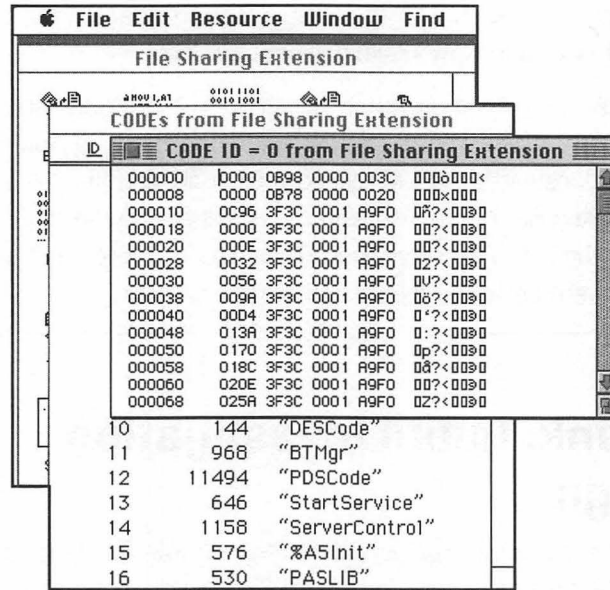 File Edit Resource Window Find
File Sharing Extension
CODEs from File Sharing Extension
ID
CODE ID = 0 from File Sharing Extension
000000 0000 0B98 0000 0D3C
000008 0000 0B78 0000 0020
000010 0C96 3F3C 0001 A9F0
000018 0000 3F3C 0001 A9F0
000020 000E 3F3C 0001 A9F0
000028 0032 3F3C 0001 A9F0
000030 0056 3F3C 0001 A9F0
000038 009A 3F3C 0001 A9F0
000040 00D4 3F3C 0001 A9F0
000048 013A 3F3C 0001 A9F0
000050 0170 3F3C 0001 A9F0
000058 018C 3F3C 0001 A9F0
000060 020E 3F3C 0001 A9F0
000068 025A 3F3C 0001 A9F0
10 144 “DESCode”
11 968 “BTMgr”
12 11494 “PDSCode”
13 646 “StartService”
14 1158 “ServerControl”
15 576 “%A5Init”
16 530 “PASLIB”